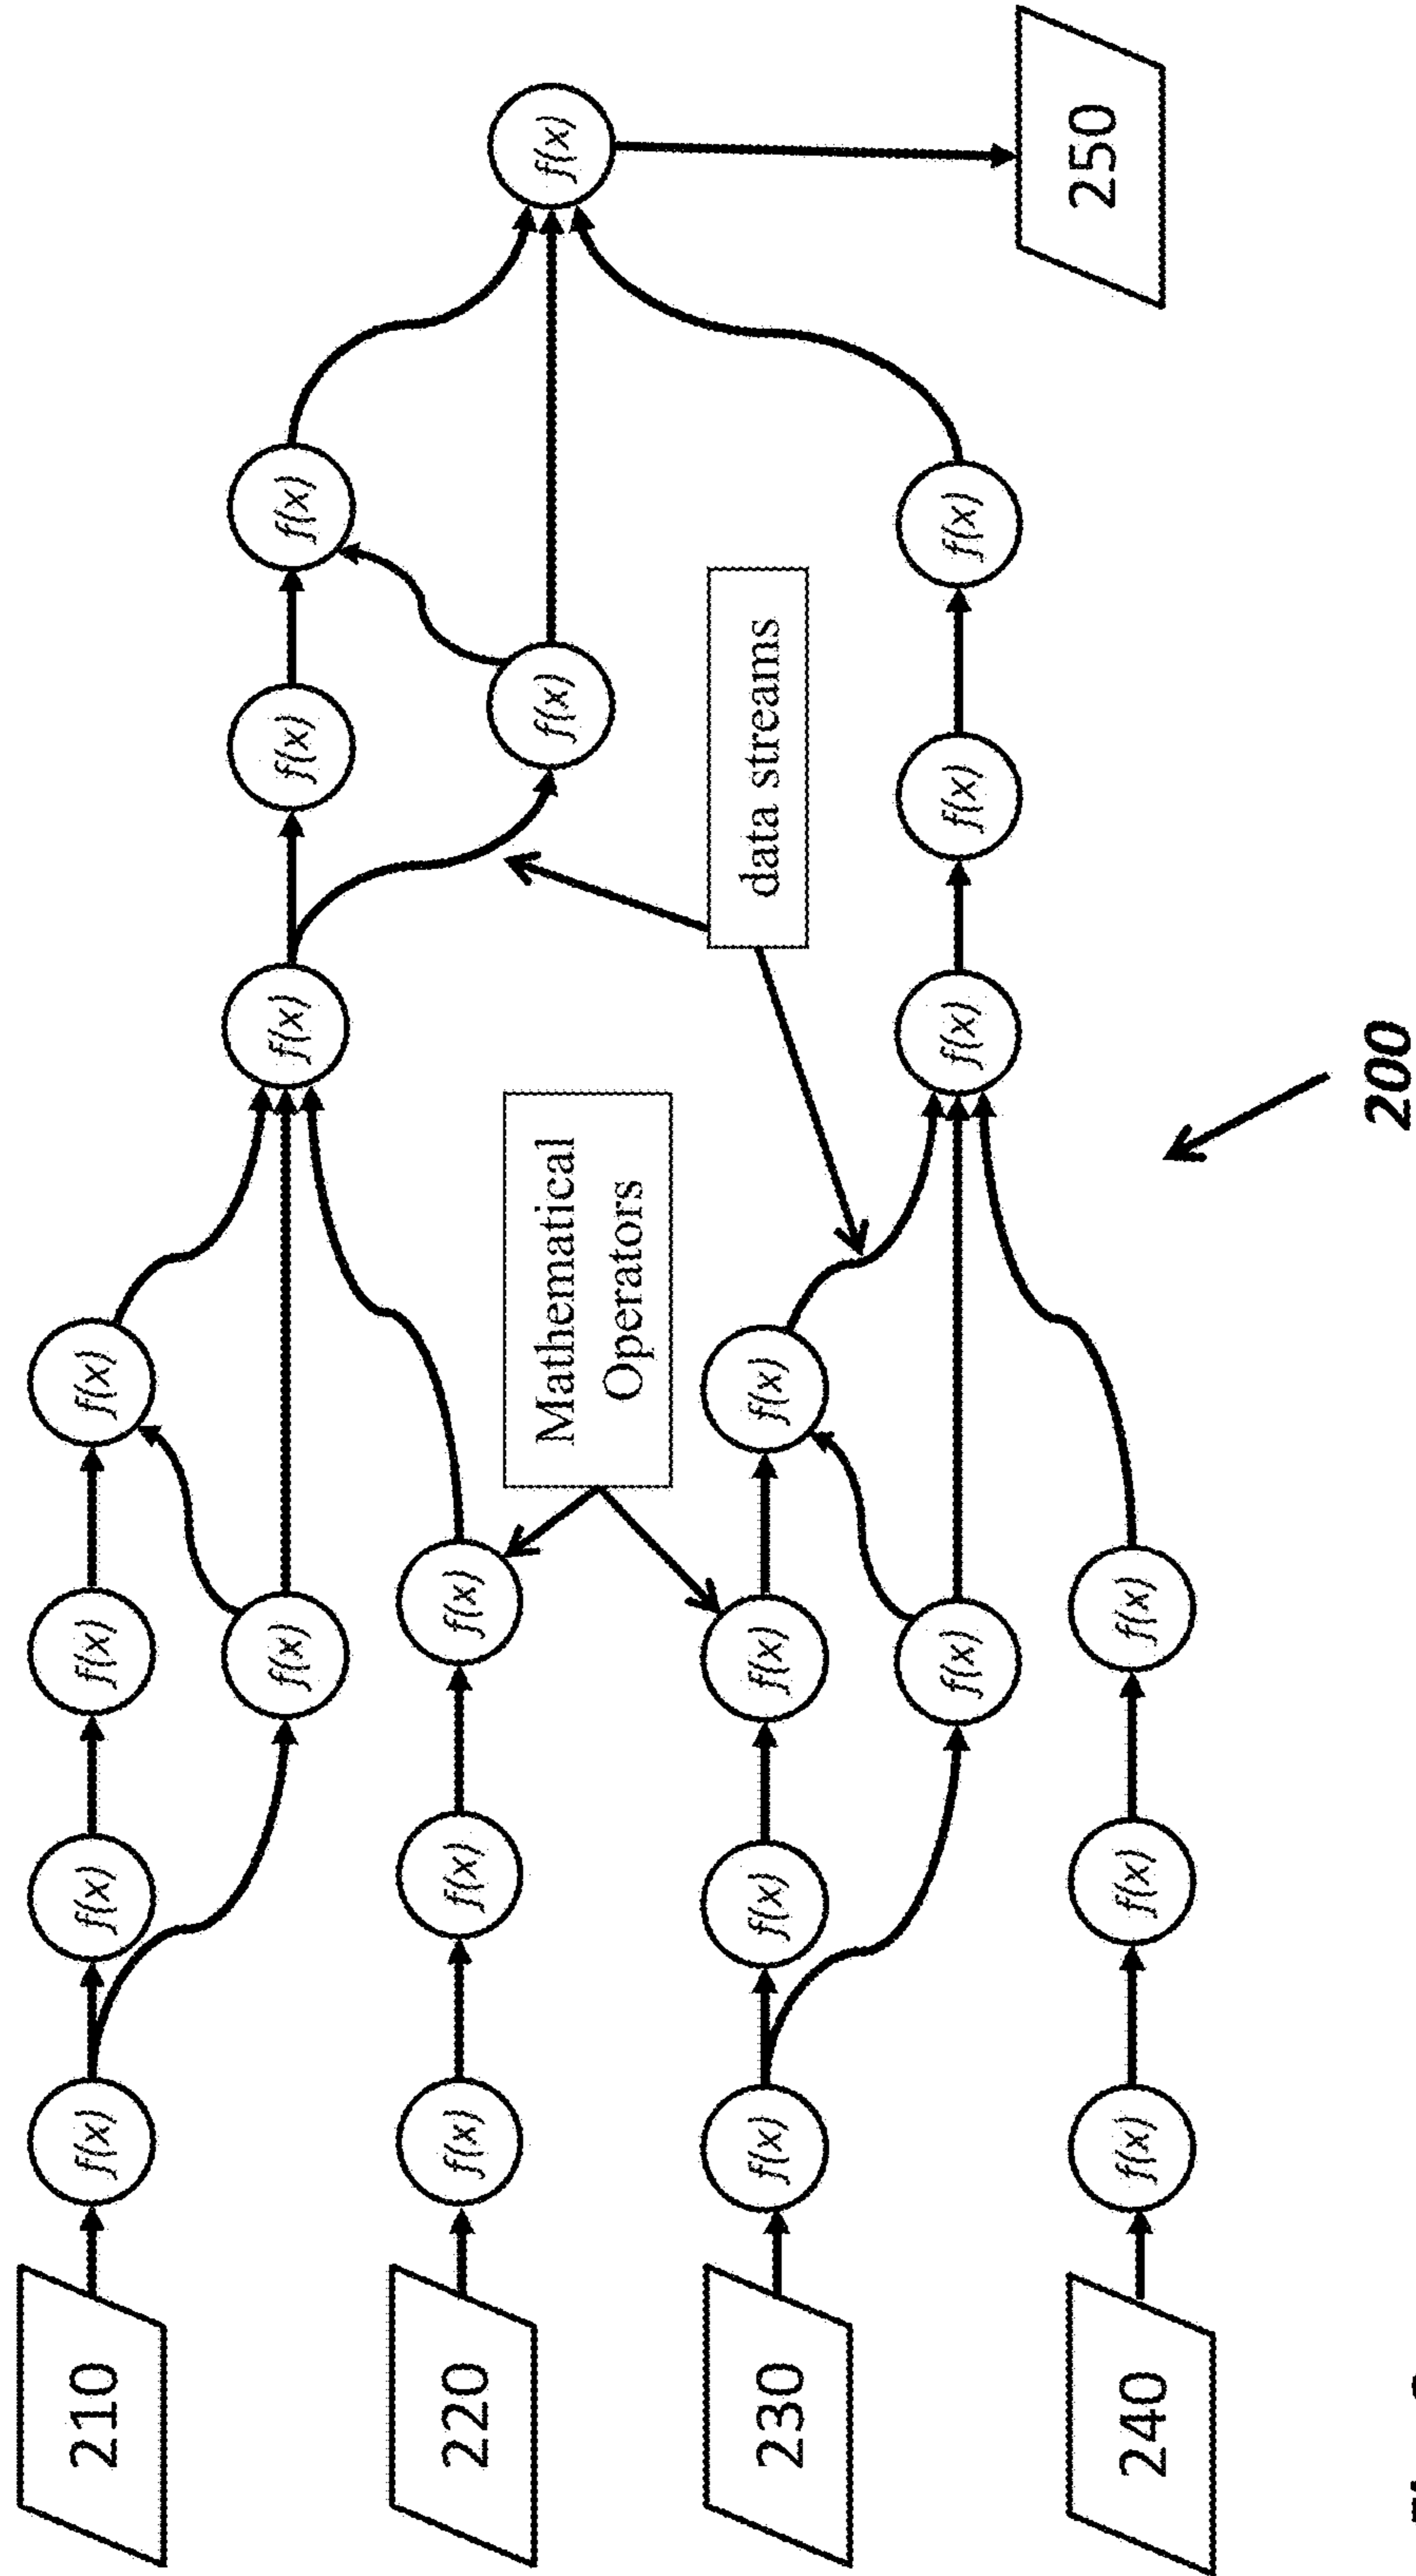 210
f(x)
f(x)
f(x)
f(x)
f(x)
f(x)
f(x)
f(x)
220
f(x)
f(x)
f(x)
f(x)
f(x)
Mathematical
Operators
data streams
230
f(x)
f(x)
f(x)
f(x)
f(x)
f(x)
f(x)
f(x)
240
f(x)
f(x)
f(x)
250
200